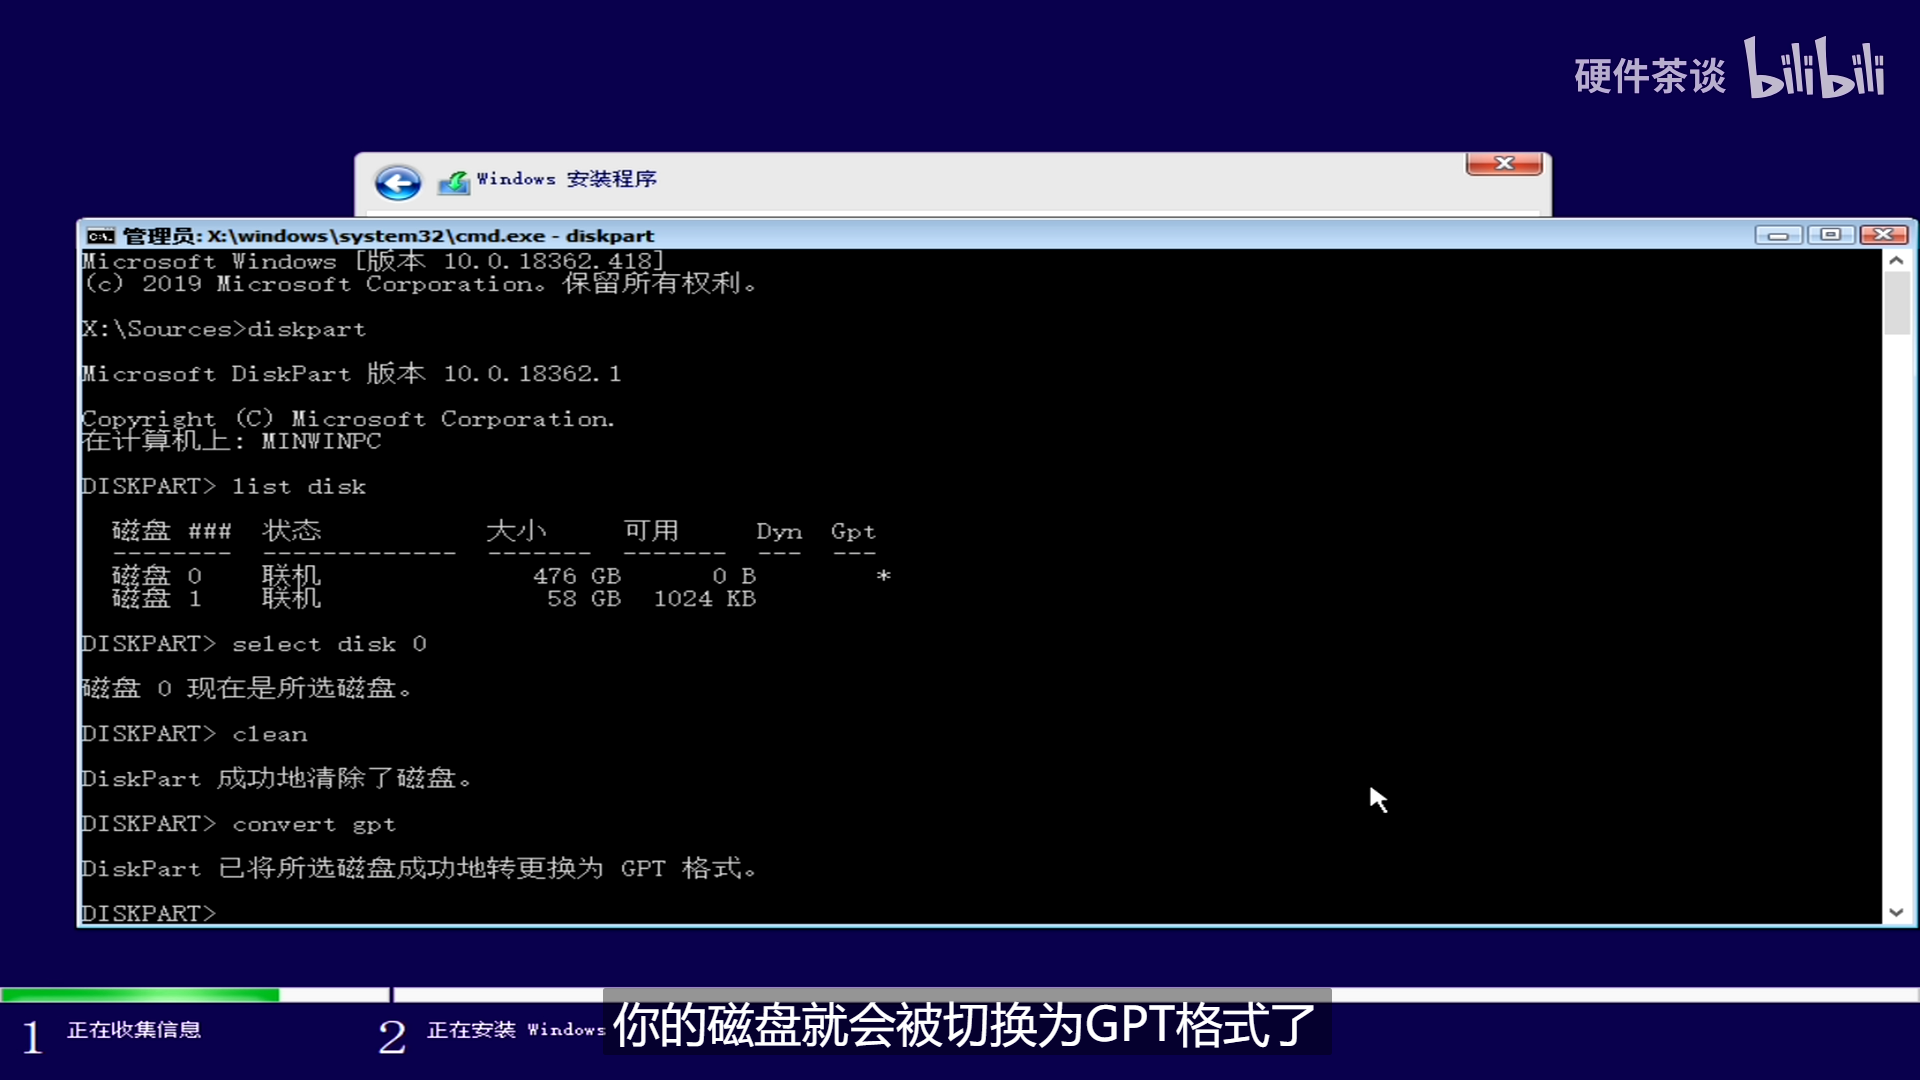 硬件茶谈 bilibili
Windows 安装程序
管理员: X:\windows\system32\cmd.exe - diskpart
Microsoft Windows [版本 10.0.18362.418]
(c) 2019 Microsoft Corporation。保留所有权利。
X:\Sources>diskpart
Microsoft DiskPart 版本 10.0.18362.1
Copyright (C) Microsoft Corporation.
在计算机上: MINWINPC
DISKPART> list disk
磁盘 ### 状态 大小 可用 Dyn Gpt
-------- ------------- ------- ------- --- ---
磁盘 0 联机 476 GB 0 B *
磁盘 1 联机 58 GB 1024 KB
DISKPART> select disk 0
磁盘 0 现在是所选磁盘。
DISKPART> clean
DiskPart 成功地清除了磁盘。
DISKPART> convert gpt
DiskPart 已将所选磁盘成功地转更换为 GPT 格式。
DISKPART>
1 正在收集信息 2 正在安装 Windows
你的磁盘就会被切换为GPT格式了